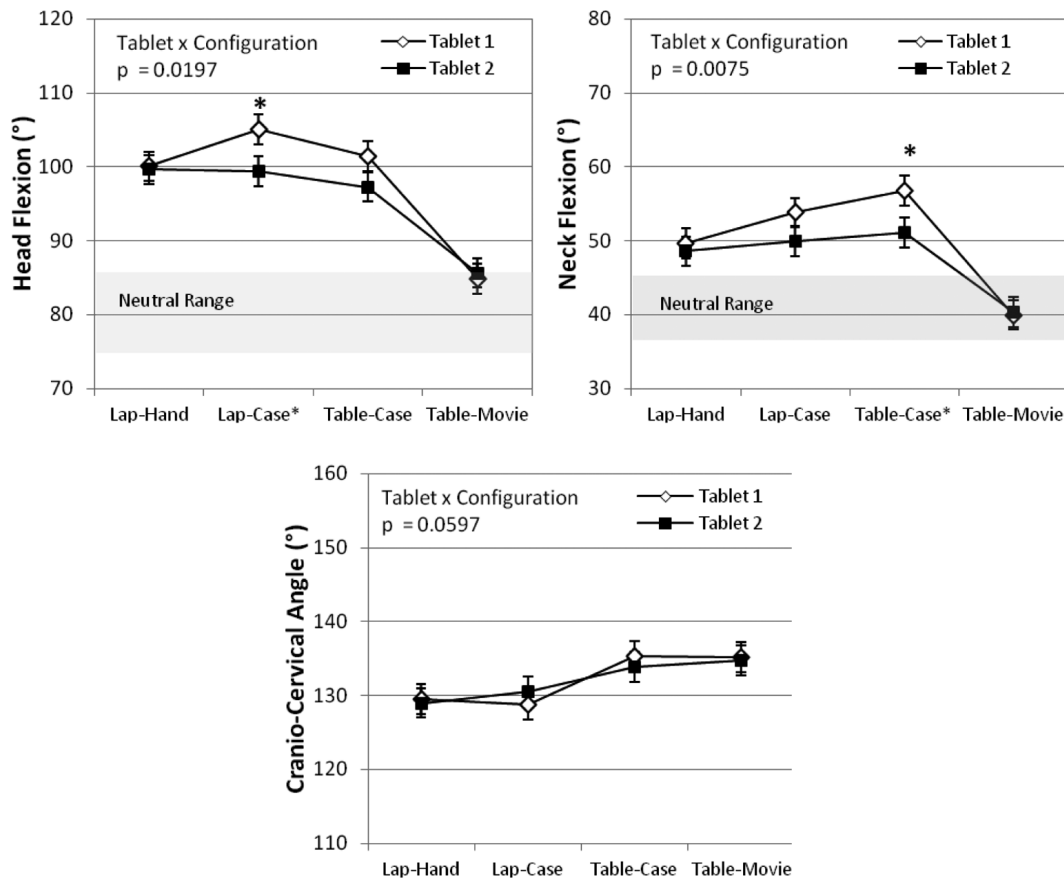 120
110
100
90
80
70
Head Flexion (°)
Tablet x Configuration
p = 0.0197
Tablet 1
Tablet 2
*
Neutral Range
Lap-Hand Lap-Case* Table-Case Table-Movie
80
70
60
50
40
30
Neck Flexion (°)
Tablet x Configuration
p = 0.0075
Tablet 1
Tablet 2
*
Neutral Range
Lap-Hand Lap-Case Table-Case* Table-Movie
160
150
140
130
120
110
Cranio-Cervical Angle (°)
Tablet x Configuration
p = 0.0597
Tablet 1
Tablet 2
Lap-Hand Lap-Case Table-Case Table-Movie